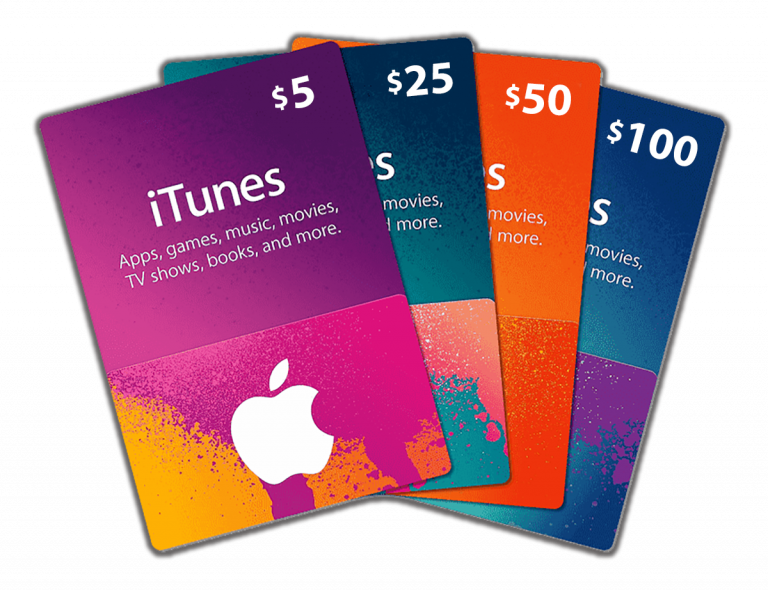 $5
iTunes
Apps, games, music, movies,
TV shows, books, and more.
$25
s
movies,
more.
$50
s
movies,
more.
$100
s
movies,
, more.